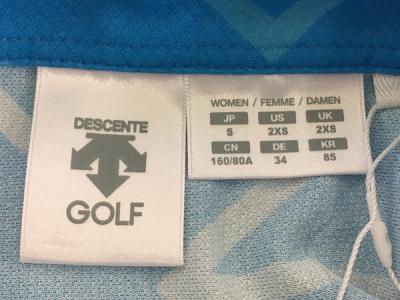 DESCENTE
GOLF
WOMEN / FEMME / DAMEN
JP US UK
S 2XS 2XS
CN DE KR
160/80A 34 85